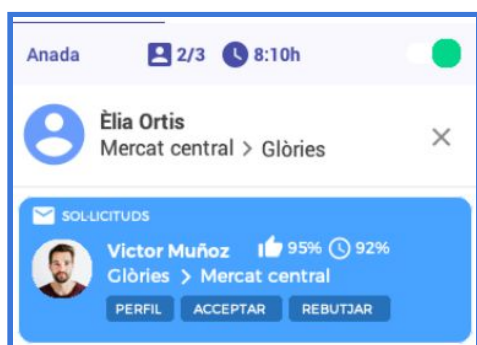 Anada 2/3 8:10h
Èlia Ortis
Mercat central > Glòries
SOL·LICITUDS
Victor Muñoz 95% 92%
Glòries > Mercat central
PERFIL ACCEPTAR REBUTJAR